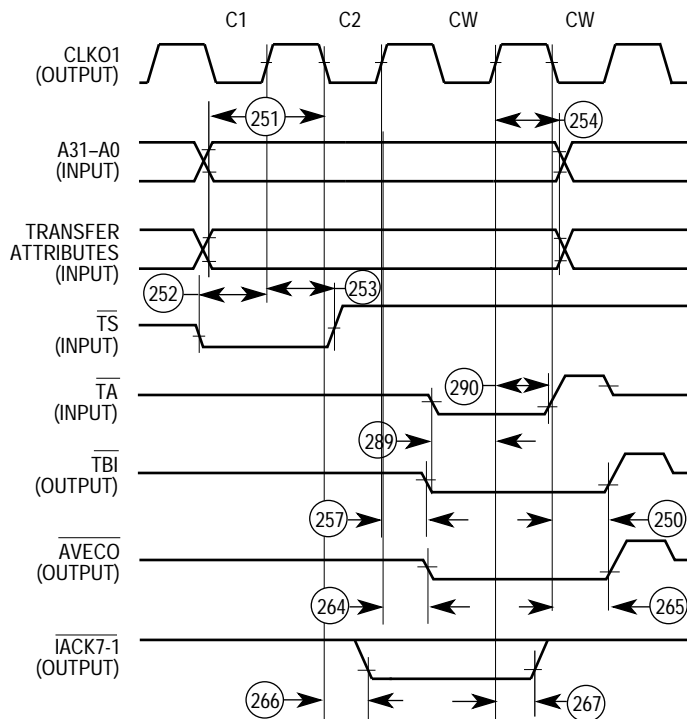 C1 C2 CW CW
CLKO1
(OUTPUT)
251
254
A31–A0
(INPUT)
TRANSFER
ATTRIBUTES
(INPUT)
252
253
TS
(INPUT)
290
TA
(INPUT)
289
TBI
(OUTPUT)
257
250
AVECO
(OUTPUT)
264
265
IACK7-1
(OUTPUT)
266
267